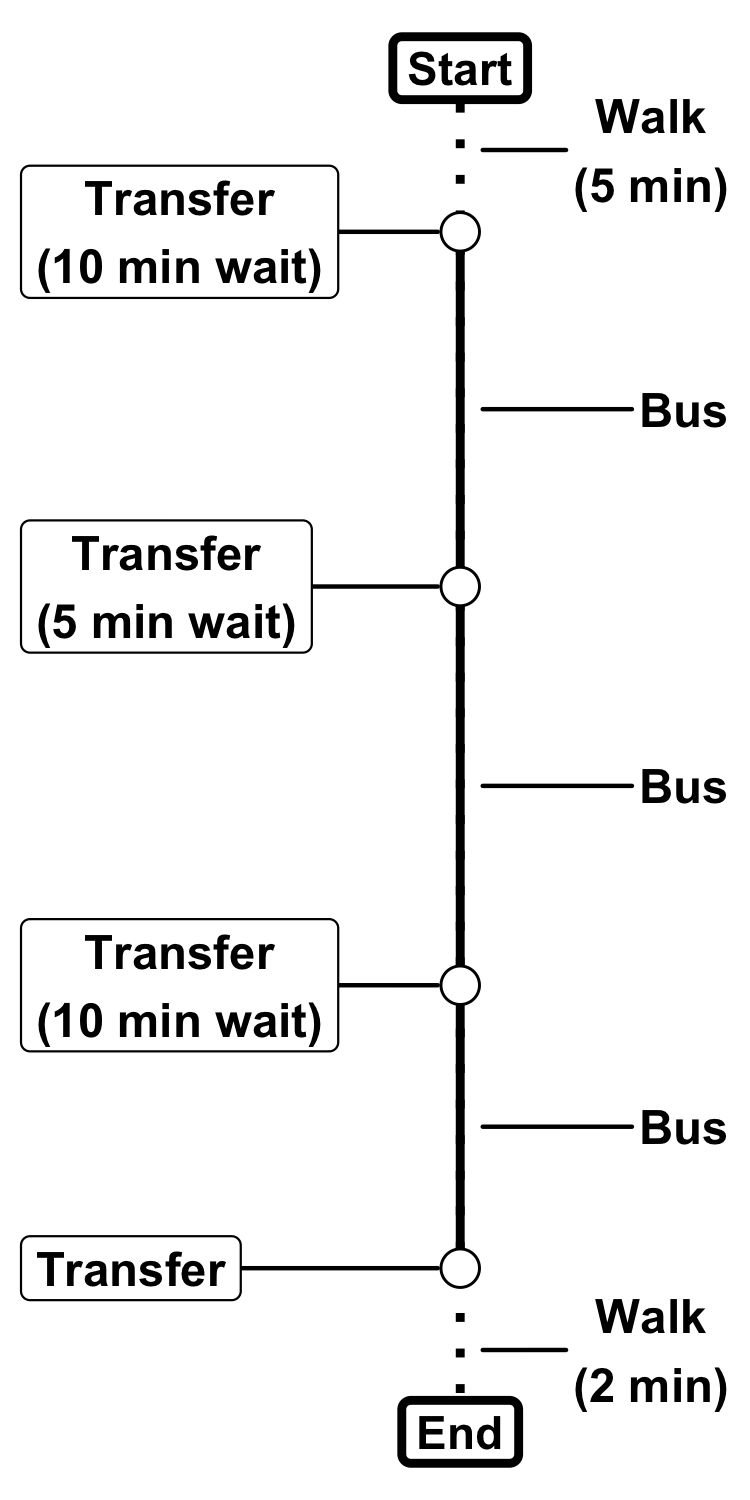 Start
Walk
(5 min)
Transfer
(10 min wait)
Bus
Transfer
(5 min wait)
Bus
Transfer
(10 min wait)
Bus
Transfer
Walk
(2 min)
End